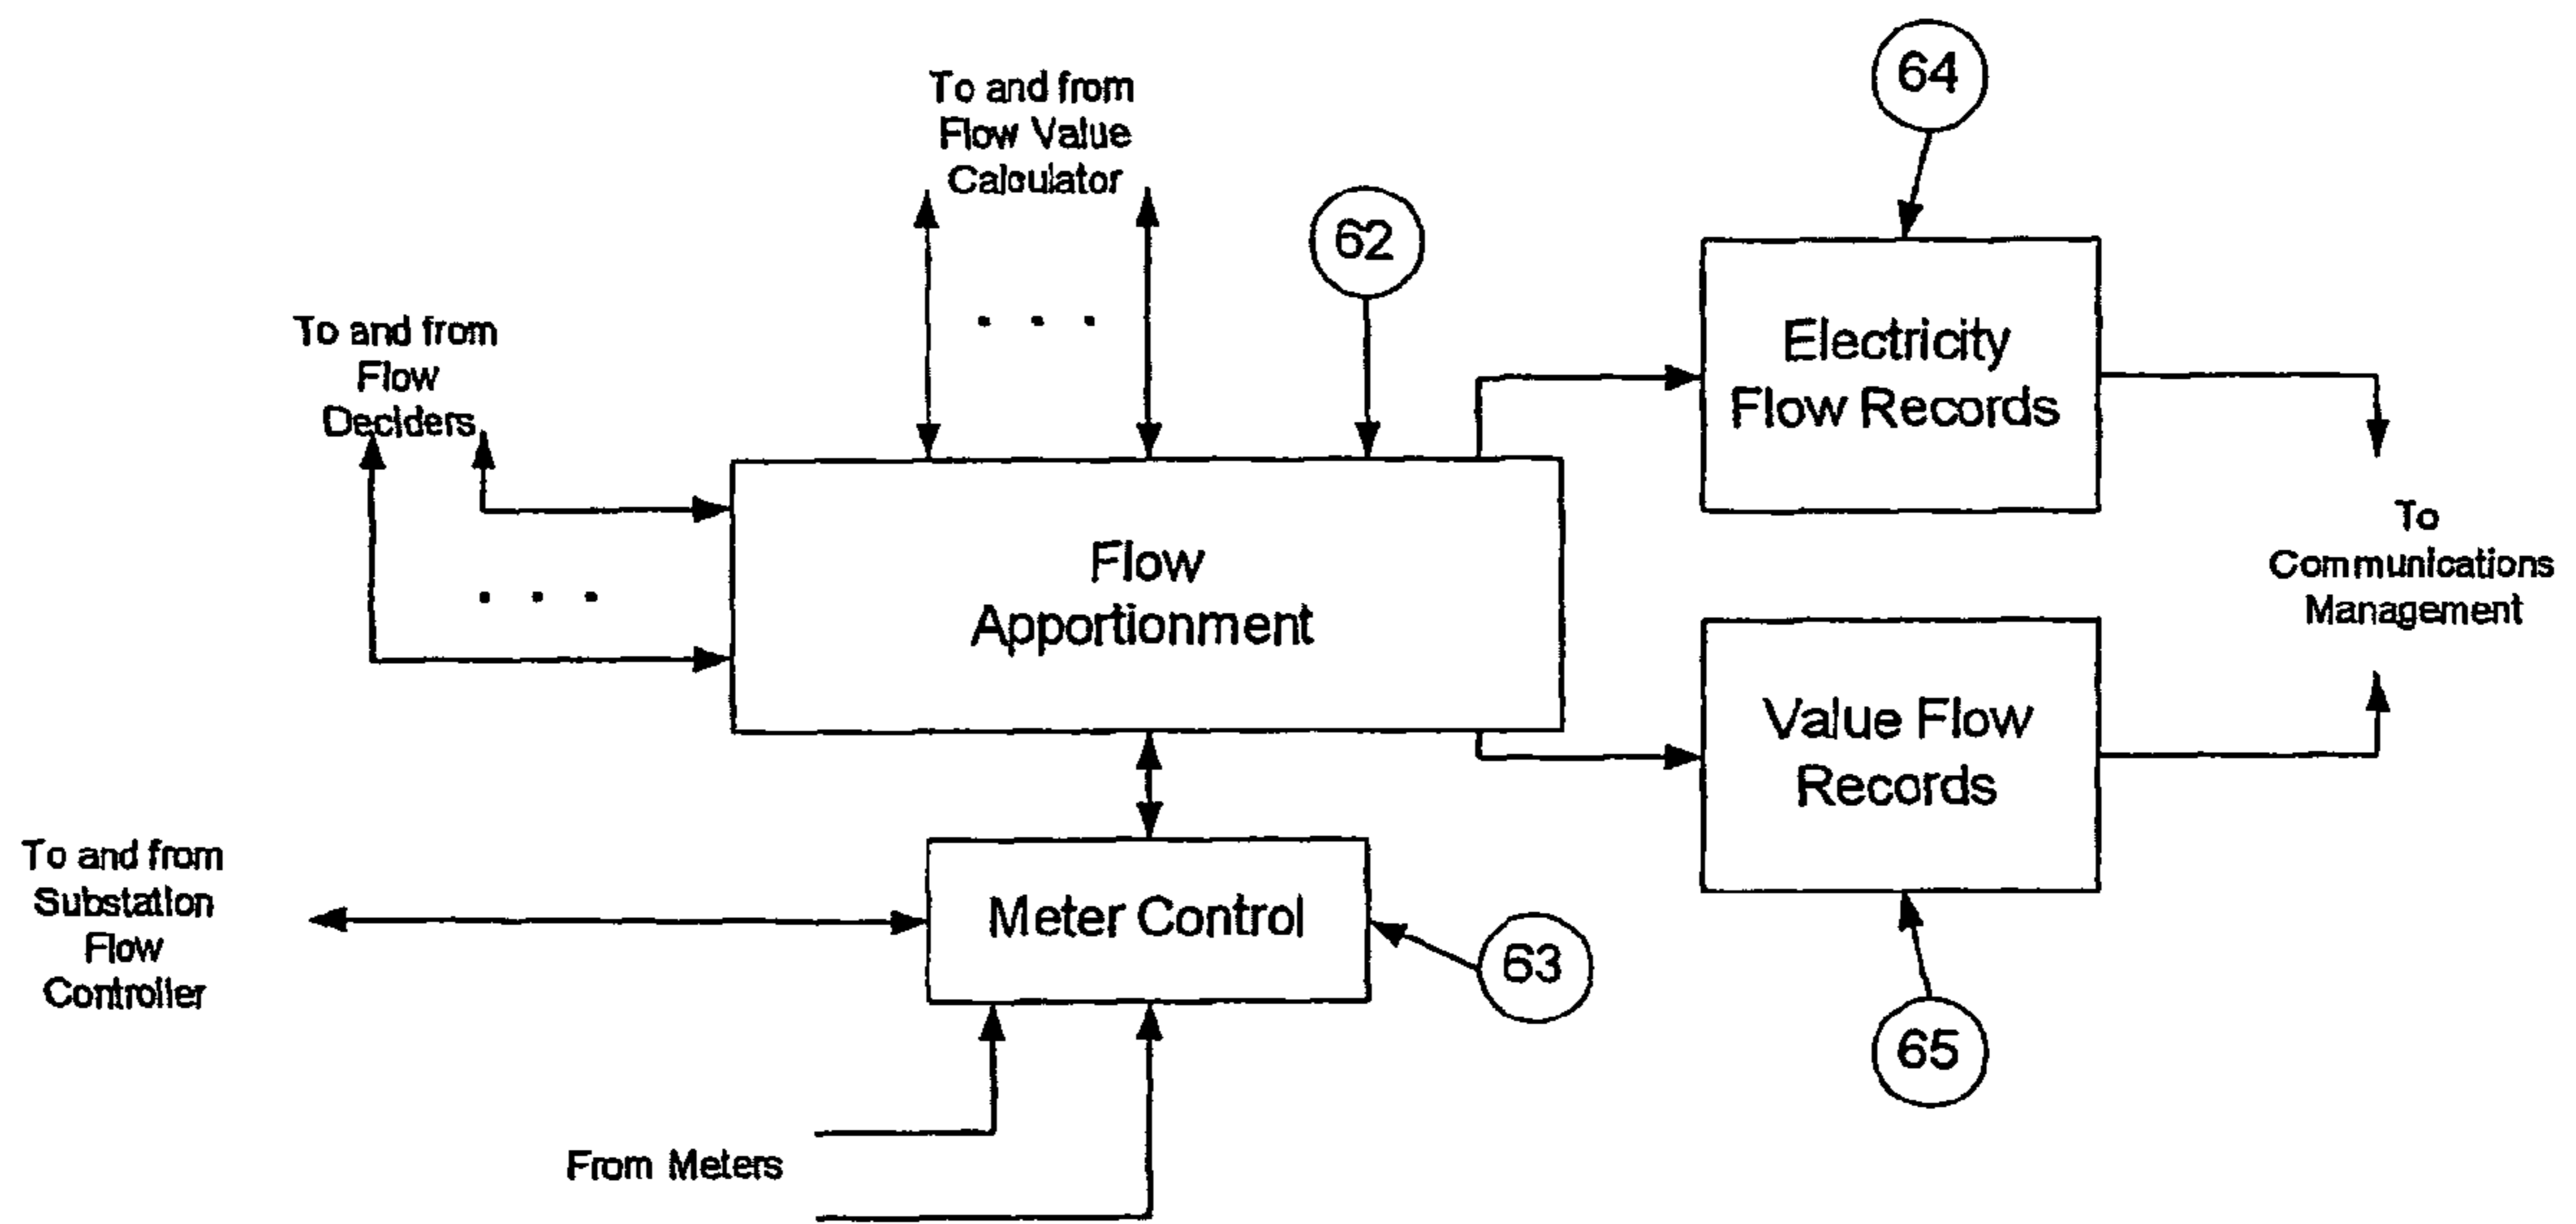 64
To and from
Flow Value
Calculator
62
To and from
Flow
Deciders
Electricity
Flow Records
To
Communications
Management
Flow
Apportionment
Value Flow
Records
To and from
Substation
Flow
Controller
Meter Control
63
65
From Meters